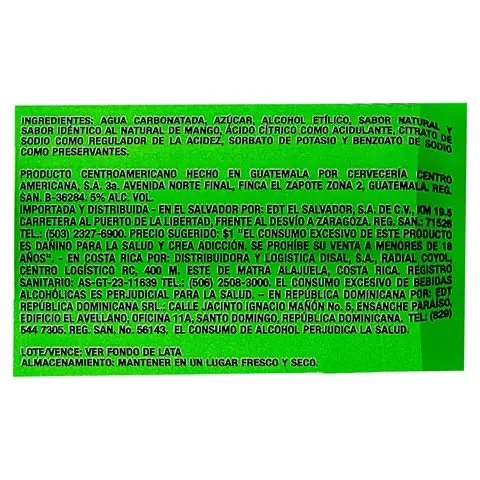 INGREDIENTES: AGUA CARBONATADA, AZÚCAR, ALCOHOL ETÍLICO, SABOR NATURAL Y
SABOR IDÉNTICO AL NATURAL DE MANGO, ÁCIDO CÍTRICO COMO ACIDULANTE, CITRATO DE
SODIO COMO REGULADOR DE LA ACIDEZ, SORBATO DE POTASIO Y BENZOATO DE SODIO
COMO PRESERVANTES.
PRODUCTO CENTROAMERICANO HECHO EN GUATEMALA POR CERVECERÍA CENTRO
AMERICANA, S.A. 3a. AVENIDA NORTE FINAL, FINCA EL ZAPOTE ZONA 2, GUATEMALA. REG.
SAN. B-36284. 5% ALC. VOL.
IMPORTADA Y DISTRIBUIDA - EN EL SALVADOR POR: EDT EL SALVADOR, S.A. DE C.V., KM 19.5
CARRETERA AL PUERTO DE LA LIBERTAD, FRENTE AL DESVÍO A ZARAGOZA. REG. SAN.: 71526
TEL.: (503) 2327-6900. PRECIO SUGERIDO: $1 "EL CONSUMO EXCESIVO DE ESTE PRODUCTO
ES DAÑINO PARA LA SALUD Y CREA ADICCIÓN. SE PROHÍBE SU VENTA A MENORES DE 18
AÑOS". - EN COSTA RICA POR: DISTRIBUIDORA Y LOGÍSTICA DISAL, S.A., RADIAL COYOL,
CENTRO LOGÍSTICO RC, 400 M. ESTE DE MATRA ALAJUELA, COSTA RICA. REGISTRO
SANITARIO: AS-GT-23-11639 TEL.: (506) 2508-3000. EL CONSUMO EXCESIVO DE BEBIDAS
ALCOHÓLICAS ES PERJUDICIAL PARA LA SALUD. – EN REPÚBLICA DOMINICANA POR: EDT
REPÚBLICA DOMINICANA SRL.: CALLE JACINTO IGNACIO MAÑÓN No. 5, ENSANCHE PARAÍSO,
EDIFICIO EL AVELLANO, OFICINA 11A, SANTO DOMINGO, REPÚBLICA DOMINICANA. TEL: (829)
544 7305. REG. SAN. No. 56143. EL CONSUMO DE ALCOHOL PERJUDICA LA SALUD.
LOTE/VENCE: VER FONDO DE LATA
ALMACENAMIENTO: MANTENER EN UN LUGAR FRESCO Y SECO.